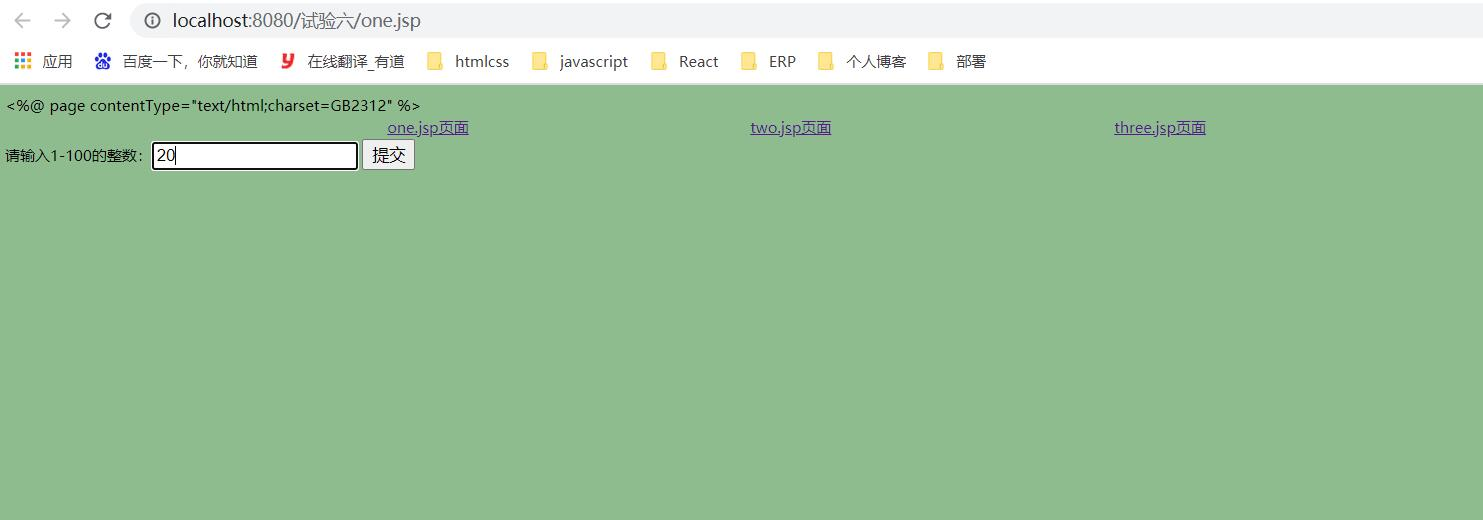 localhost:8080/试验六/one.jsp
应用 百度一下，你就知道 在线翻译_有道 htmlcss javascript React ERP 个人博客 部署
<%@ page contentType="text/html;charset=GB2312" %>
one.jsp页面 two.jsp页面 three.jsp页面
请输入1-100的整数： 20 提交